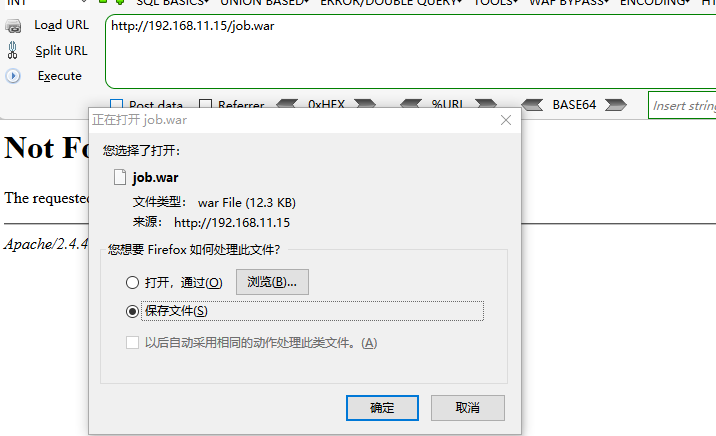 SQL BASICS▾ UNION BASED▾ ERROR/DOUBLE QUERY▾ TOOLS▾ WAF BYPASS▾ ENCODING▾
Load URL
http://192.168.11.15/job.war
Split URL
Execute
Post data Referrer 0xHEX %URL BASE64 Insert string
正在打开 job.war
Not Fo
您选择了打开：
job.war
The requested
文件类型： war File (12.3 KB)
来源： http://192.168.11.15
Apache/2.4.4
您想要 Firefox 如何处理此文件？
打开，通过(O) 浏览(B)...
保存文件(S)
以后自动采用相同的动作处理此类文件。(A)
确定 取消